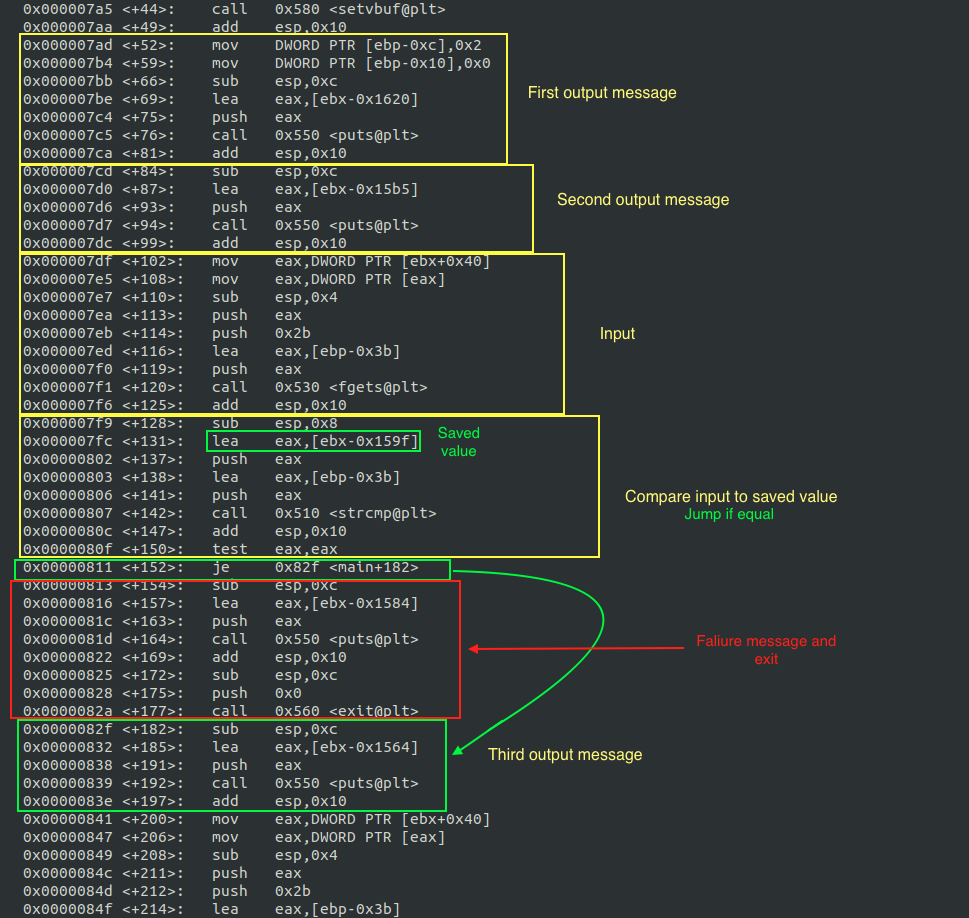 0x000007a5 <+44>: call 0x580 <setvbuf@plt>
0x000007aa <+49>: add esp,0x10
0x000007ad <+52>: mov DWORD PTR [ebp-0xc],0x2
0x000007b4 <+59>: mov DWORD PTR [ebp-0x10],0x0
0x000007bb <+66>: sub esp,0xc
0x000007be <+69>: lea eax,[ebx-0x1620]
First output message
0x000007c4 <+75>: push eax
0x000007c5 <+76>: call 0x550 <puts@plt>
0x000007ca <+81>: add esp,0x10
0x000007cd <+84>: sub esp,0xc
0x000007d0 <+87>: lea eax,[ebx-0x15b5]
Second output message
0x000007d6 <+93>: push eax
0x000007d7 <+94>: call 0x550 <puts@plt>
0x000007dc <+99>: add esp,0x10
0x000007df <+102>: mov eax,DWORD PTR [ebx+0x40]
0x000007e5 <+108>: mov eax,DWORD PTR [eax]
0x000007e7 <+110>: sub esp,0x4
0x000007ea <+113>: push eax
0x000007eb <+114>: push 0x2b
Input
0x000007ed <+116>: lea eax,[ebp-0x3b]
0x000007f0 <+119>: push eax
0x000007f1 <+120>: call 0x530 <fgets@plt>
0x000007f6 <+125>: add esp,0x10
0x000007f9 <+128>: sub esp,0x8
0x000007fc <+131>: lea eax,[ebx-0x159f]
Saved
value
0x00000802 <+137>: push eax
0x00000803 <+138>: lea eax,[ebp-0x3b]
0x00000806 <+141>: push eax
Compare input to saved value
Jump if equal
0x00000807 <+142>: call 0x510 <strcmp@plt>
0x0000080c <+147>: add esp,0x10
0x0000080f <+150>: test eax,eax
0x00000811 <+152>: je 0x82f <main+182>
0x00000813 <+154>: sub esp,0xc
0x00000816 <+157>: lea eax,[ebx-0x1584]
0x0000081c <+163>: push eax
0x0000081d <+164>: call 0x550 <puts@plt>
Faliure message and
exit
0x00000822 <+169>: add esp,0x10
0x00000825 <+172>: sub esp,0xc
0x00000828 <+175>: push 0x0
0x0000082a <+177>: call 0x560 <exit@plt>
0x0000082f <+182>: sub esp,0xc
0x00000832 <+185>: lea eax,[ebx-0x1564]
Third output message
0x00000838 <+191>: push eax
0x00000839 <+192>: call 0x550 <puts@plt>
0x0000083e <+197>: add esp,0x10
0x00000841 <+200>: mov eax,DWORD PTR [ebx+0x40]
0x00000847 <+206>: mov eax,DWORD PTR [eax]
0x00000849 <+208>: sub esp,0x4
0x0000084c <+211>: push eax
0x0000084d <+212>: push 0x2b
0x0000084f <+214>: lea eax,[ebp-0x3b]